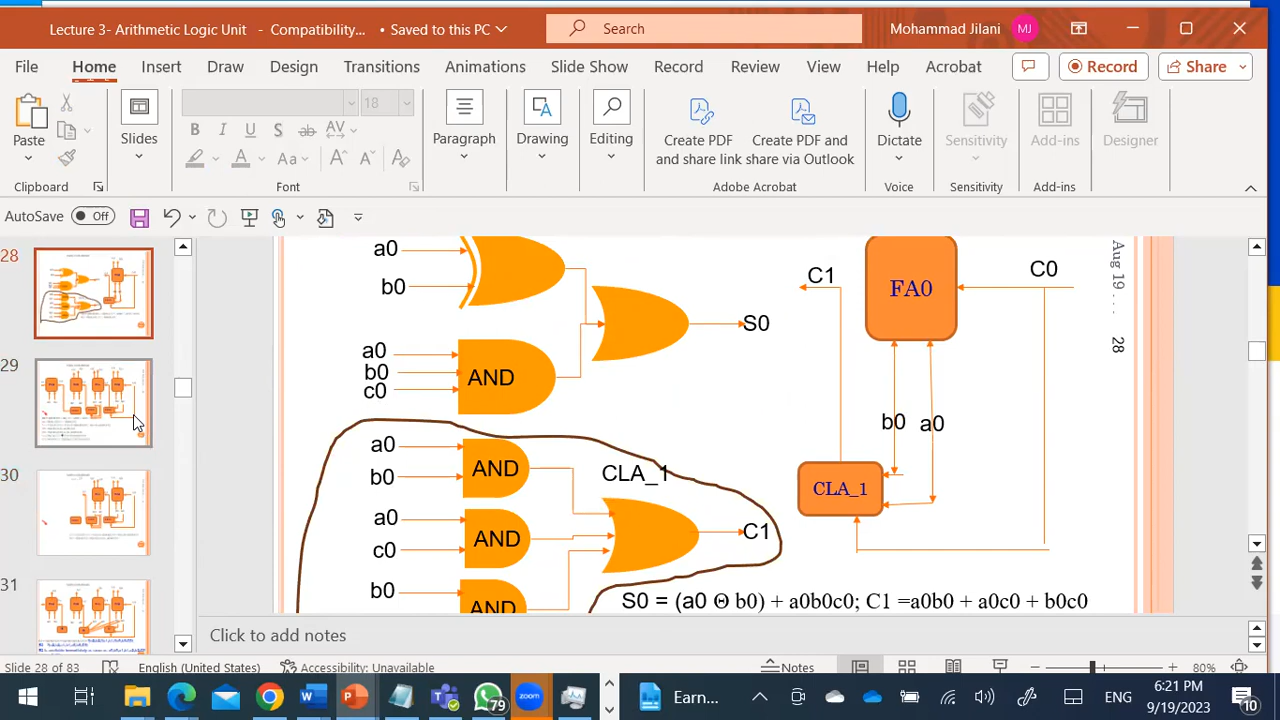 Lecture 3- Arithmetic Logic Unit - Compatibility... • Saved to this PC
Search
Mohammad Jilani
MJ
File Home Insert Draw Design Transitions Animations Slide Show Record Review View Help Acrobat
Record
Share
18
Paste
Slides
Paragraph
Drawing
Editing
Create PDF and share link
Create PDF and share via Outlook
Dictate
Sensitivity
Add-ins
Designer
B I U S ab AV
A Aa A A A
Clipboard
Font
Adobe Acrobat
Voice
Sensitivity
Add-ins
AutoSave Off
28
29
30
31
a0
b0
S0
a0
b0
c0
AND
a0
b0
AND
CLA_1
a0
c0
AND
C1
b0
AND
C1
FA0
C0
b0 a0
CLA_1
Aug 19 ... 28
S0 = (a0 Θ b0) + a0b0c0; C1 =a0b0 + a0c0 + b0c0
Click to add notes
Slide 28 of 88
English (United States)
Accessibility: Unavailable
Notes
80%
W
P
79
zoom
Earn...
ENG
6:21 PM
9/19/2023
10